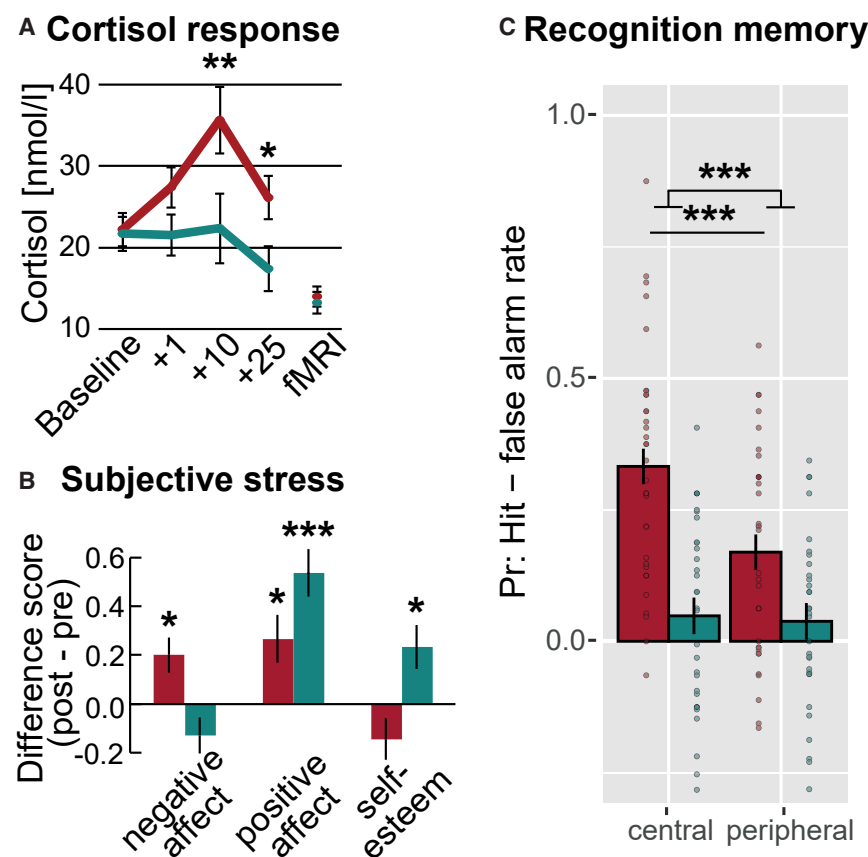 A Cortisol response
Cortisol [nmol/l]
40
30
20
10
**
*
Baseline
+1
+10
+25
fMRI
B Subjective stress
Difference score
(post - pre)
0.6
0.4
0.2
0.0
-0.2
*
*
***
*
negative
affect
positive
affect
self-
esteem
C Recognition memory
Pr: Hit – false alarm rate
1.0
0.5
0.0
***
***
central
peripheral